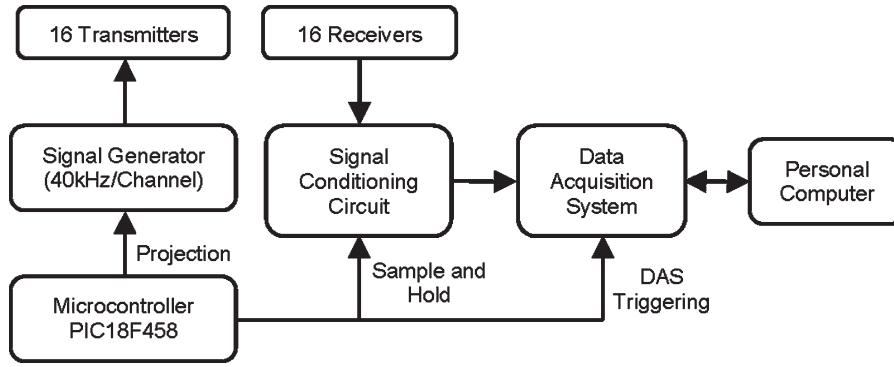 16 Transmitters
16 Receivers
Signal Generator
(40kHz/Channel)
Signal
Conditioning
Circuit
Data
Acquisition
System
Personal
Computer
Projection
Sample and
Hold
DAS
Triggering
Microcontroller
PIC18F458